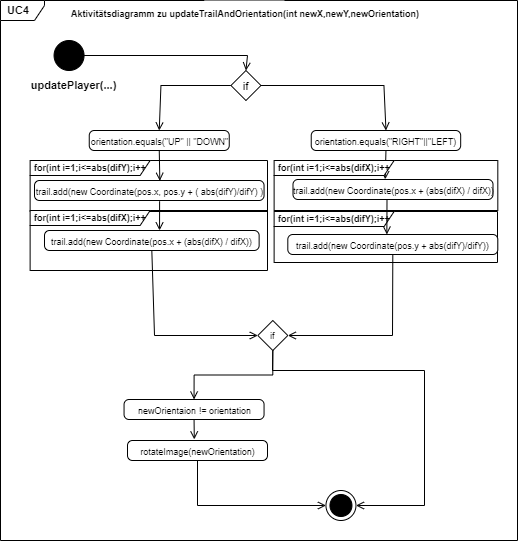 UC4
Aktivitätsdiagramm zu updateTrailAndOrientation(int newX,newY,newOrientation)
updatePlayer(...)
if
orientation.equals("UP" || "DOWN"
orientation.equals("RIGHT"||"LEFT)
for(int i=1;i<=abs(difY);i++
for(int i=1;i<=abs(difX);i++
trail.add(new Coordinate(pos.x, pos.y + ( abs(difY)/difY) )
trail.add(new Coordinate(pos.x + (abs(difX) / difX))
for(int i=1;i<=abs(difX);i++
for(int i=1;i<=abs(difY);i++
trail.add(new Coordinate(pos.x + (abs(difX) / difX))
trail.add(new Coordinate(pos.y + abs(difY)/difY))
if
newOrientaion != orientation
rotateImage(newOrientation)